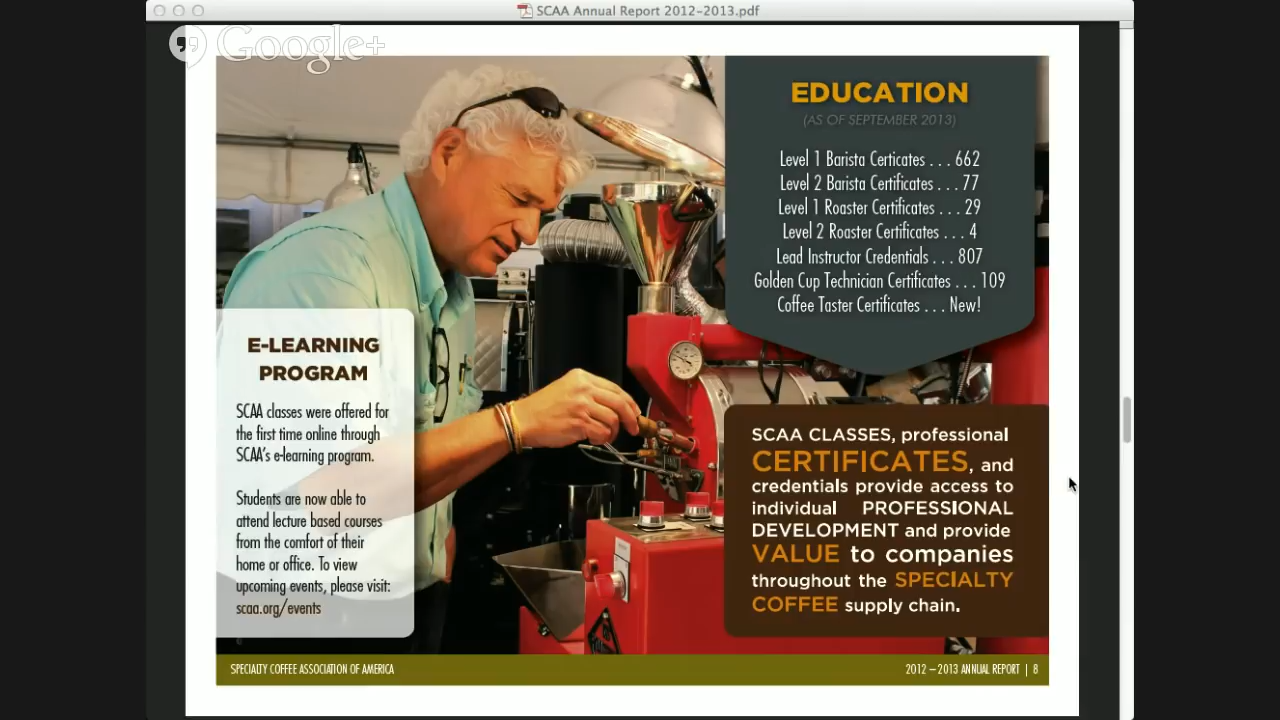 SCAA Annual Report 2012-2013.pdf
Google+
EDUCATION
(AS OF SEPTEMBER 2013)
Level 1 Barista Certicates . . . 662
Level 2 Barista Certificates . . . 77
Level 1 Roaster Certificates . . . 29
Level 2 Roaster Certificates . . . 4
Lead Instructor Credentials . . . 807
Golden Cup Technician Certificates . . . 109
Coffee Taster Certificates . . . New!
E-LEARNING
PROGRAM
SCAA classes were offered for
the first time online through
SCAA's e-learning program.
Students are now able to
attend lecture based courses
from the comfort of their
home or office. To view
upcoming events, please visit:
scaa.org/events
SCAA CLASSES, professional
CERTIFICATES, and
credentials provide access to
individual PROFESSIONAL
DEVELOPMENT and provide
VALUE to companies
throughout the SPECIALTY
COFFEE supply chain.
SPECIALTY COFFEE ASSOCIATION OF AMERICA
2012 – 2013 ANNUAL REPORT | 8